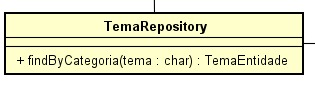 TemaRepository
+ findByCategoria(tema : char) : TemaEntidade